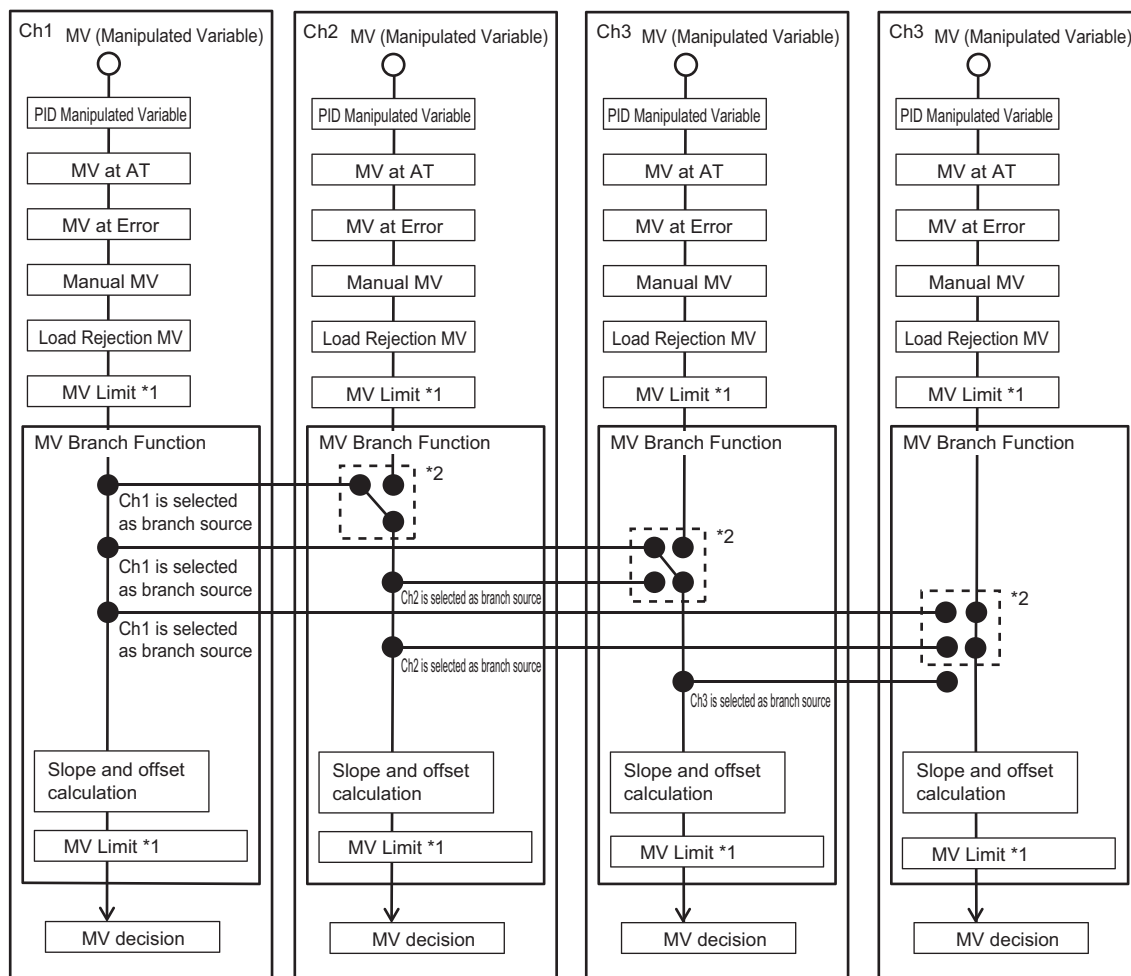 Ch1 MV (Manipulated Variable)
PID Manipulated Variable
MV at AT
MV at Error
Manual MV
Load Rejection MV
MV Limit *1
MV Branch Function
Ch1 is selected
as branch source
Ch1 is selected
as branch source
Ch1 is selected
as branch source
Slope and offset
calculation
MV Limit *1
MV decision
Ch2 MV (Manipulated Variable)
PID Manipulated Variable
MV at AT
MV at Error
Manual MV
Load Rejection MV
MV Limit *1
MV Branch Function
*2
Ch2 is selected as branch source
Ch2 is selected as branch source
Slope and offset
calculation
MV Limit *1
MV decision
Ch3 MV (Manipulated Variable)
PID Manipulated Variable
MV at AT
MV at Error
Manual MV
Load Rejection MV
MV Limit *1
MV Branch Function
*2
Ch3 is selected as branch source
Slope and offset
calculation
MV Limit *1
MV decision
Ch3 MV (Manipulated Variable)
PID Manipulated Variable
MV at AT
MV at Error
Manual MV
Load Rejection MV
MV Limit *1
MV Branch Function
*2
Slope and offset
calculation
MV Limit *1
MV decision